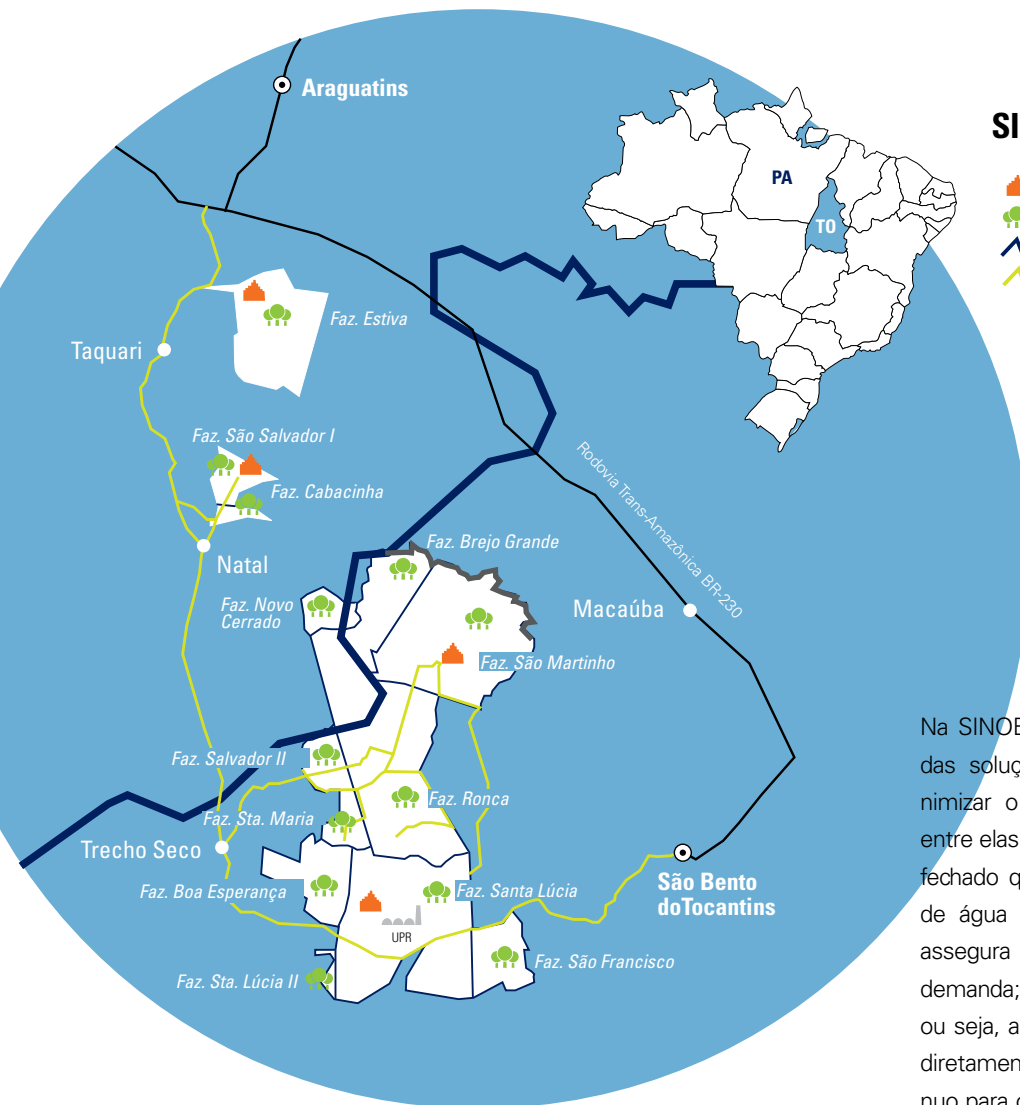 Araguatins
PA
TO
SI
Faz. Estiva
Taquari
Faz. São Salvador I
Faz. Cabacinha
Rodovia Trans-Amazônica BR-230
Natal
Faz. Brejo Grande
Faz. Novo
Cerrado
Macaúba
Faz. São Martinho
Faz. Salvador II
Faz. Ronca
Faz. Sta. Maria
Trecho Seco
Faz. Boa Esperança
Faz. Santa Lúcia
UPR
São Bento
doTocantins
Faz. São Francisco
Faz. Sta. Lúcia II
Na SINOB
das soluç
nimizar o
entre elas
fechado q
de água
assegura
demanda;
ou seja, a
diretamen
nuo para